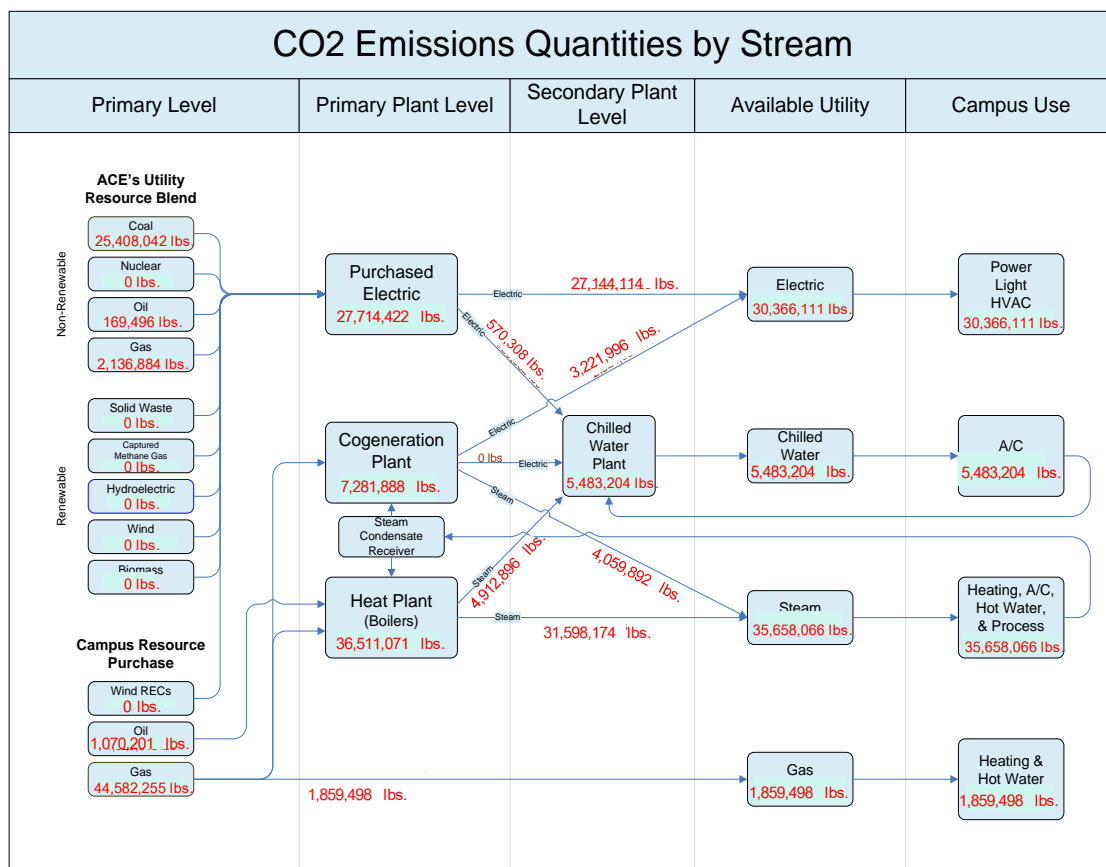 CO2 Emissions Quantities by Stream
Primary Level
Primary Plant Level
Secondary Plant
Level
Available Utility
Campus Use
ACE's Utility
Resource Blend
Non-Renewable
Coal
25,408,042 lbs.
Nuclear
0 lbs.
Oil
169,496 lbs.
Gas
2,136,884 lbs.
Renewable
Solid Waste
0 lbs.
Captured
Methane Gas
0 lbs.
Hydroelectric
0 lbs.
Wind
0 lbs.
Biomass
0 lbs.
Campus Resource
Purchase
Wind RECs
0 lbs.
Oil
1,070,201 lbs.
Gas
44,582,255 lbs.
Purchased
Electric
27,714,422 lbs.
Electric
27,144,114 lbs.
Electric
570,308 lbs.
Cogeneration
Plant
7,281,888 lbs.
Electric
3,221,996 lbs.
0 lbs
Electric
Steam
4,059,892 lbs.
Steam
Condensate
Receiver
Heat Plant
(Boilers)
36,511,071 lbs.
Steam
4,912,896 lbs.
Steam
31,598,174 lbs.
1,859,498 lbs.
Chilled
Water
Plant
5,483,204 lbs.
Electric
30,366,111 lbs.
Chilled
Water
5,483,204 lbs.
Steam
35,658,066 lbs.
Gas
1,859,498 lbs.
Power
Light
HVAC
30,366,111 lbs.
A/C
5,483,204 lbs.
Heating, A/C,
Hot Water,
& Process
35,658,066 lbs.
Heating &
Hot Water
1,859,498 lbs.